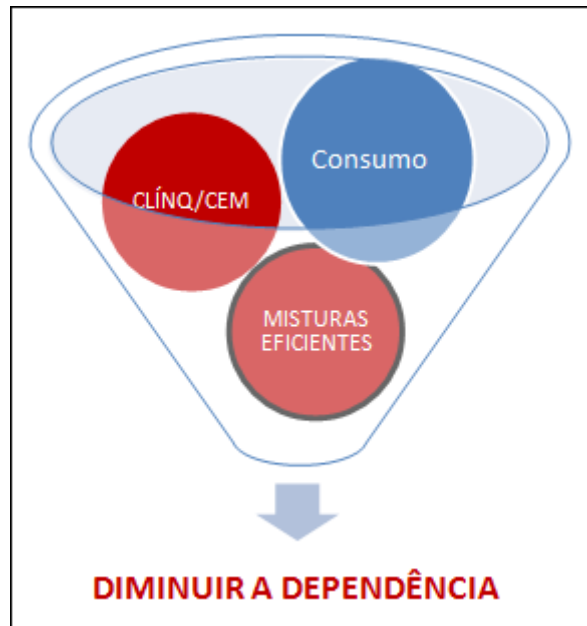 Consumo
CLÍNQ/CEM
MISTURAS
EFICIENTES
DIMINUIR A DEPENDÊNCIA